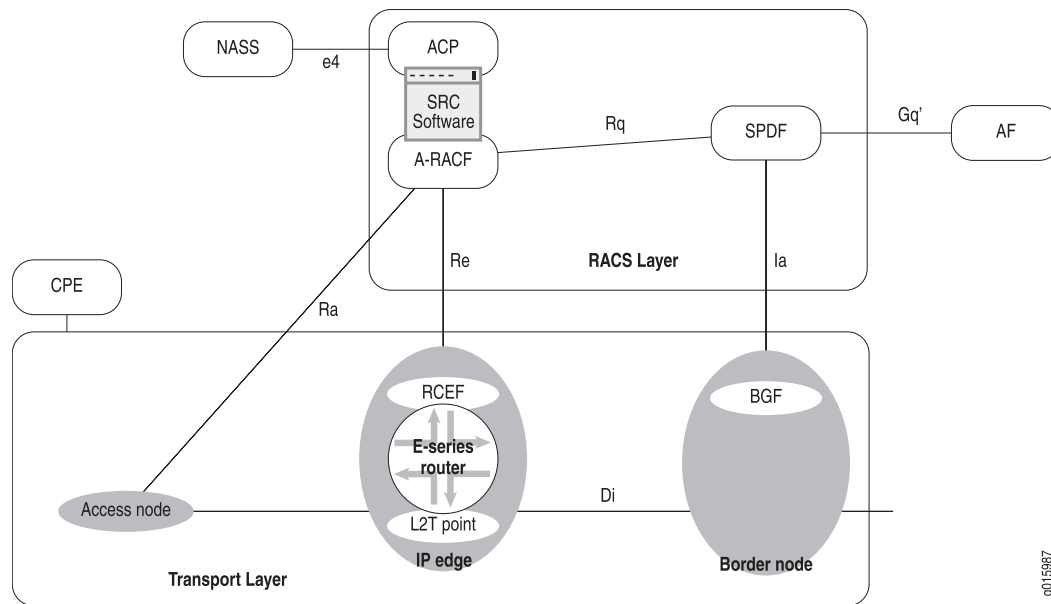 NASS
e4
ACP
SRC
Software
A-RACF
Rq
SPDF
Gq'
AF
Re
RACS Layer
Ia
CPE
Ra
RCEF
E-series
router
L2T point
IP edge
BGF
Border node
Di
Access node
Transport Layer
g015987